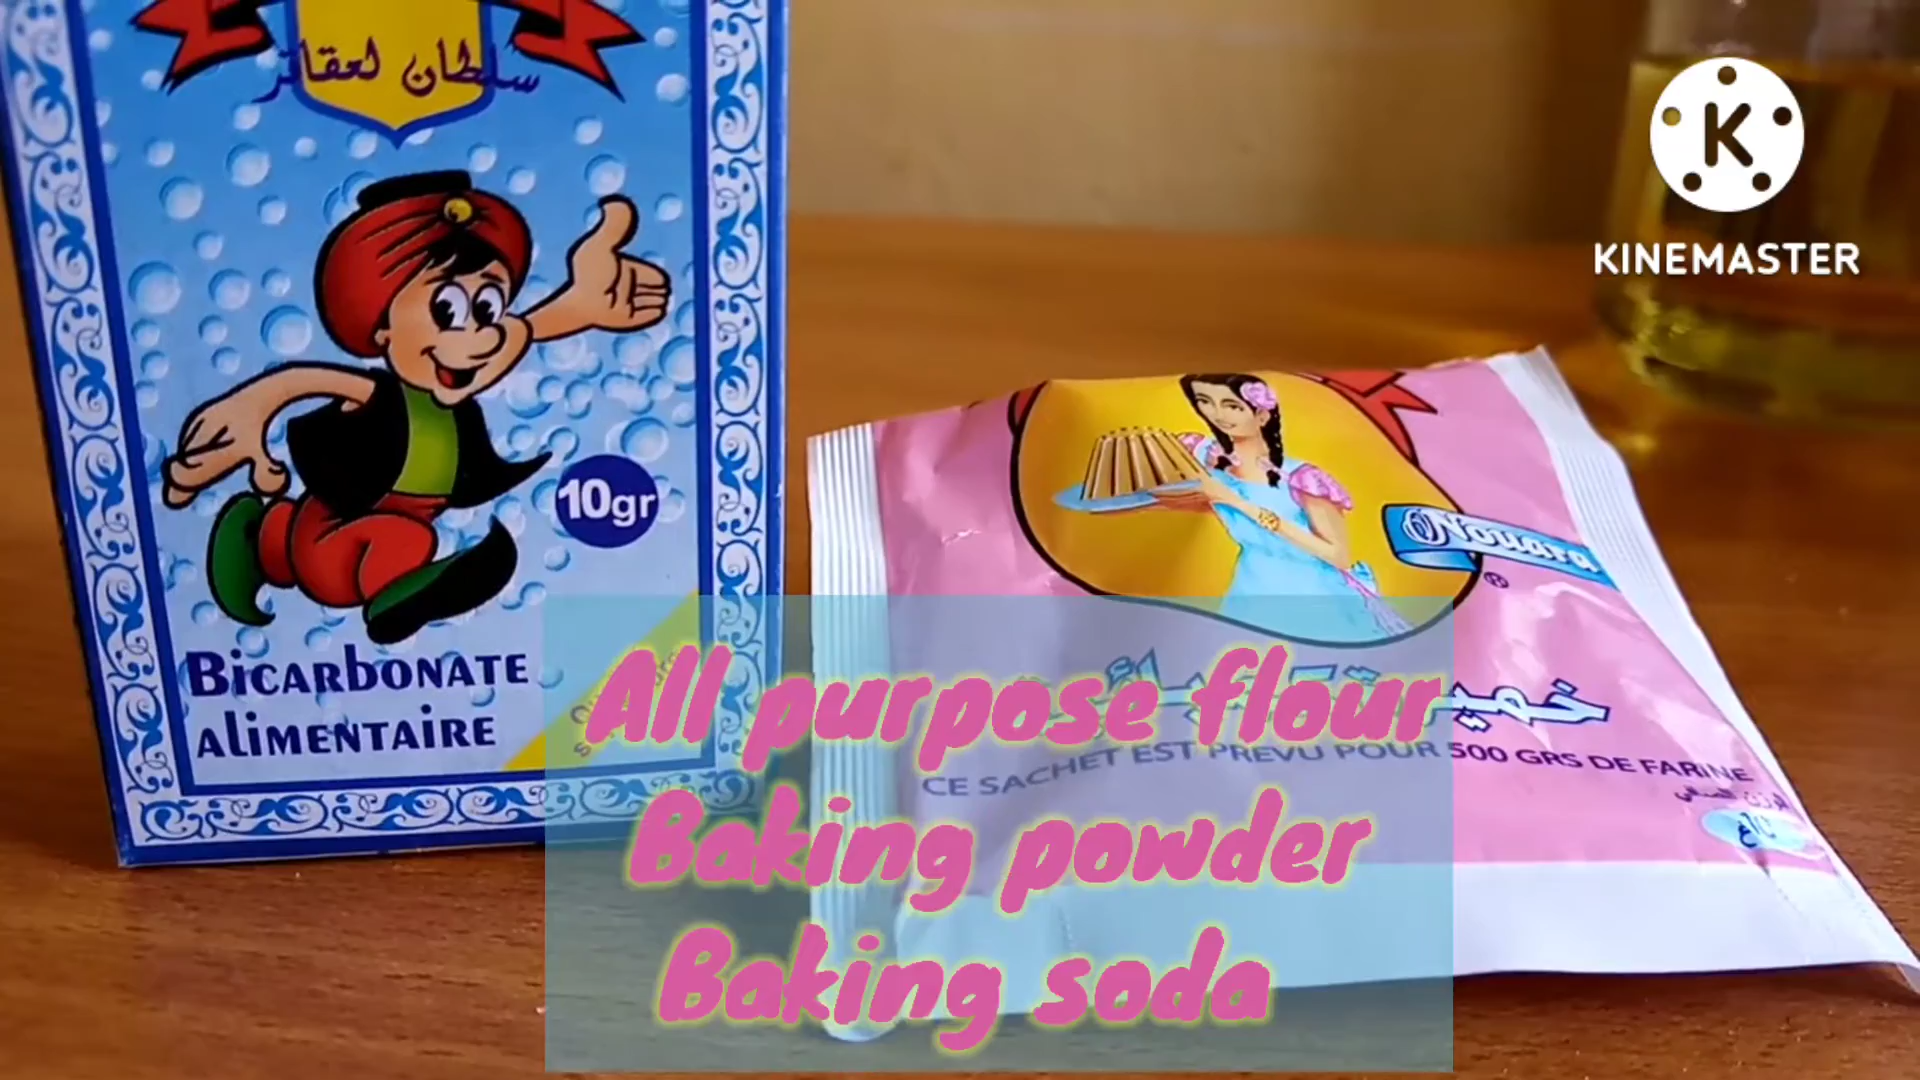 سلطان لعقاقر
KINEMASTER
10gr
Nouara
BICARBONATE
ALIMENTAIRE
All purpose flour
CE SACHET EST PREVU POUR 500 GRS DE FARINE
Baking powder
Baking soda